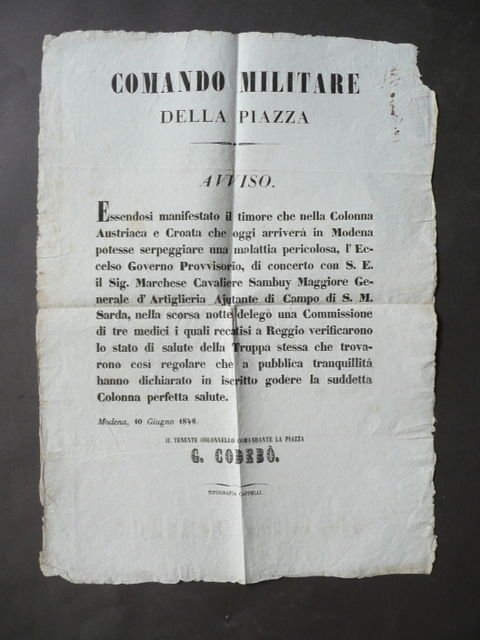 COMANDO MILITARE
DELLA PIAZZA
AVVISO.
Essendosi manifestato il timore che nella Colonna
Austriaca e Croata che oggi arriverà in Modena
potesse serpeggiare una malattia pericolosa, l'Ec-
celso Governo Provvisorio, di concerto con S. E.
il Sig. Marchese Cavaliere Sambuy Maggiore Ge-
nerale d'Artiglieria Ajutante di Campo di S. M.
Sarda, nella scorsa notte delegò una Commissione
di tre medici i quali recatisi a Reggio verificarono
lo stato di salute della Truppa stessa che trova-
rono così regolare che a pubblica tranquillità
hanno dichiarato in iscritto godere la suddetta
Colonna perfetta salute.
Modena, 10 Giugno 1848.
IL TENENTE COLONNELLO COMANDANTE LA PIAZZA
G. CODEBÒ.
TIPOGRAFIA CAPPELLI.